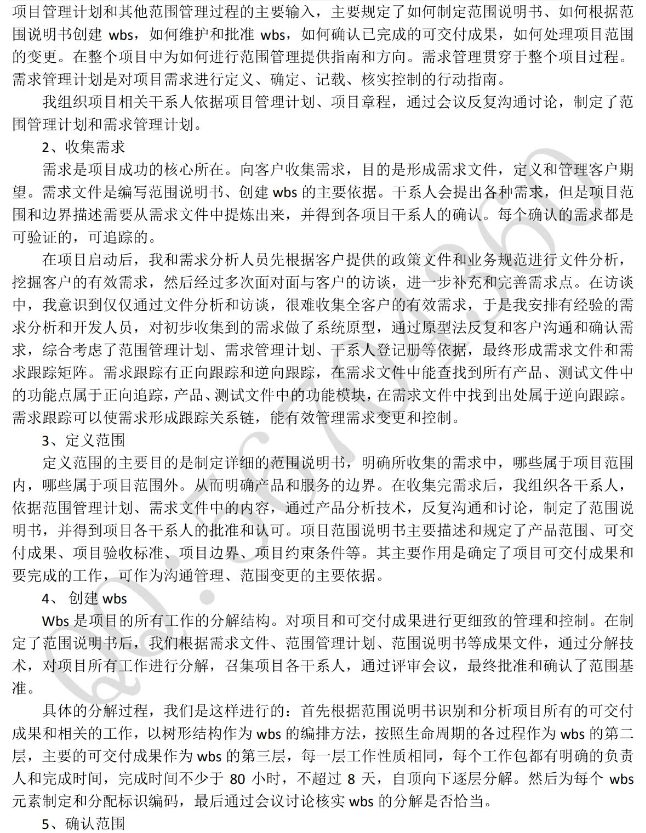 项目管理计划和其他范围管理过程的主要输入，主要规定了如何制定范围说明书、如何根据范
围说明书创建 wbs，如何维护和批准 wbs，如何确认已完成的可交付成果，如何处理项目范围
的变更。在整个项目中为如何进行范围管理提供指南和方向。需求管理贯穿于整个项目过程。
需求管理计划是对项目需求进行定义、确定、记载、核实控制的行动指南。
我组织项目相关干系人依据项目管理计划、项目章程，通过会议反复沟通讨论，制定了范
围管理计划和需求管理计划。
2、收集需求
需求是项目成功的核心所在。向客户收集需求，目的是形成需求文件，定义和管理客户期
望。需求文件是编写范围说明书、创建 wbs 的主要依据。干系人会提出各种需求，但是项目范
围和边界描述需要从需求文件中提炼出来，并得到各项目干系人的确认。每个确认的需求都是
可验证的，可追踪的。
在项目启动后，我和需求分析人员先根据客户提供的政策文件和业务规范进行文件分析，
挖掘客户的有效需求，然后经过多次面对面与客户的访谈，进一步补充和完善需求点。在访谈
中，我意识到仅仅通过文件分析和访谈，很难收集全客户的有效需求，于是我安排有经验的需
求分析和开发人员，对初步收集到的需求做了系统原型，通过原型法反复和客户沟通和确认需
求，综合考虑了范围管理计划、需求管理计划、干系人登记册等依据，最终形成需求文件和需
求跟踪矩阵。需求跟踪有正向跟踪和逆向跟踪，在需求文件中能查找到所有产品、测试文件中
的功能点属于正向追踪，产品、测试文件中的功能模块，在需求文件中找到出处属于逆向跟踪。
需求跟踪可以使需求形成跟踪关系链，能有效管理需求变更和控制。
3、定义范围
定义范围的主要目的是制定详细的范围说明书，明确所收集的需求中，哪些属于项目范围
内，哪些属于项目范围外。从而明确产品和服务的边界。在收集完需求后，我组织各干系人，
依据范围管理计划、需求文件中的内容，通过产品分析技术，反复沟通和讨论，制定了范围说
明书，并得到项目各干系人的批准和认可。项目范围说明书主要描述和规定了产品范围、可交
付成果、项目验收标准、项目边界、项目约束条件等。其主要作用是确定了项目可交付成果和
要完成的工作，可作为沟通管理、范围变更的主要依据。
4、 创建 wbs
Wbs 是项目的所有工作的分解结构。对项目和可交付成果进行更细致的管理和控制。在制
定了范围说明书后，我们根据需求文件、范围管理计划、范围说明书等成果文件，通过分解技
术，对项目所有工作进行分解，召集项目各干系人，通过评审会议，最终批准和确认了范围基
准。
具体的分解过程，我们是这样进行的：首先根据范围说明书识别和分析项目所有的可交付
成果和相关的工作，以树形结构作为 wbs 的编排方法，按照生命周期的各过程作为 wbs 的第二
层，主要的可交付成果作为 wbs 的第三层，每一层工作性质相同，每个工作包都有明确的负责
人和完成时间，完成时间不少于 80 小时，不超过 8 天，自顶向下逐层分解。然后为每个 wbs
元素制定和分配标识编码，最后通过会议讨论核实 wbs 的分解是否恰当。
5、确认范围